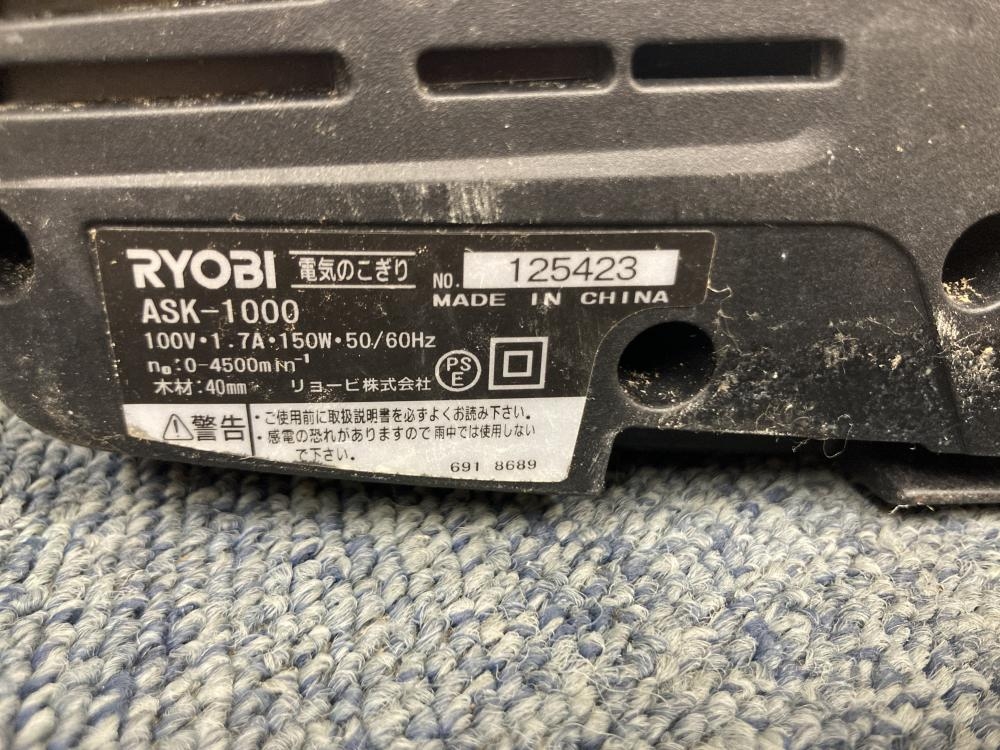 RYOBI 電気のこぎり NO. 125423
MADE IN CHINA
ASK-1000
100V・1.7A・150W・50/60Hz
n₀:0-4500min⁻¹
木材:40mm リョービ株式会社 PSE
警告
・ご使用前に取扱説明書を必ずよくお読み下さい。
・感電の恐れがありますので雨中では使用しない
で下さい。
691 8689